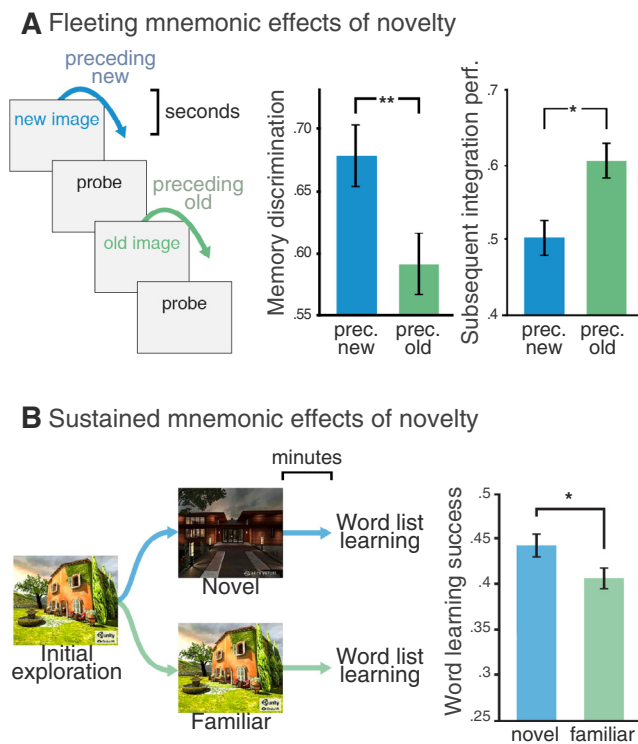 A Fleeting mnemonic effects of novelty
preceding
new
seconds
new image
probe
preceding
old
old image
probe
Memory discrimination
.70
.65
.60
.55
**
prec.
new
prec.
old
Subsequent integration perf.
.7
.6
.5
.4
*
prec.
new
prec.
old
B Sustained mnemonic effects of novelty
minutes
Initial
exploration
unity
Novel
Word list
learning
unity
Familiar
Word list
learning
Word learning success
.5
.45
.4
.35
.3
.25
*
novel
familiar